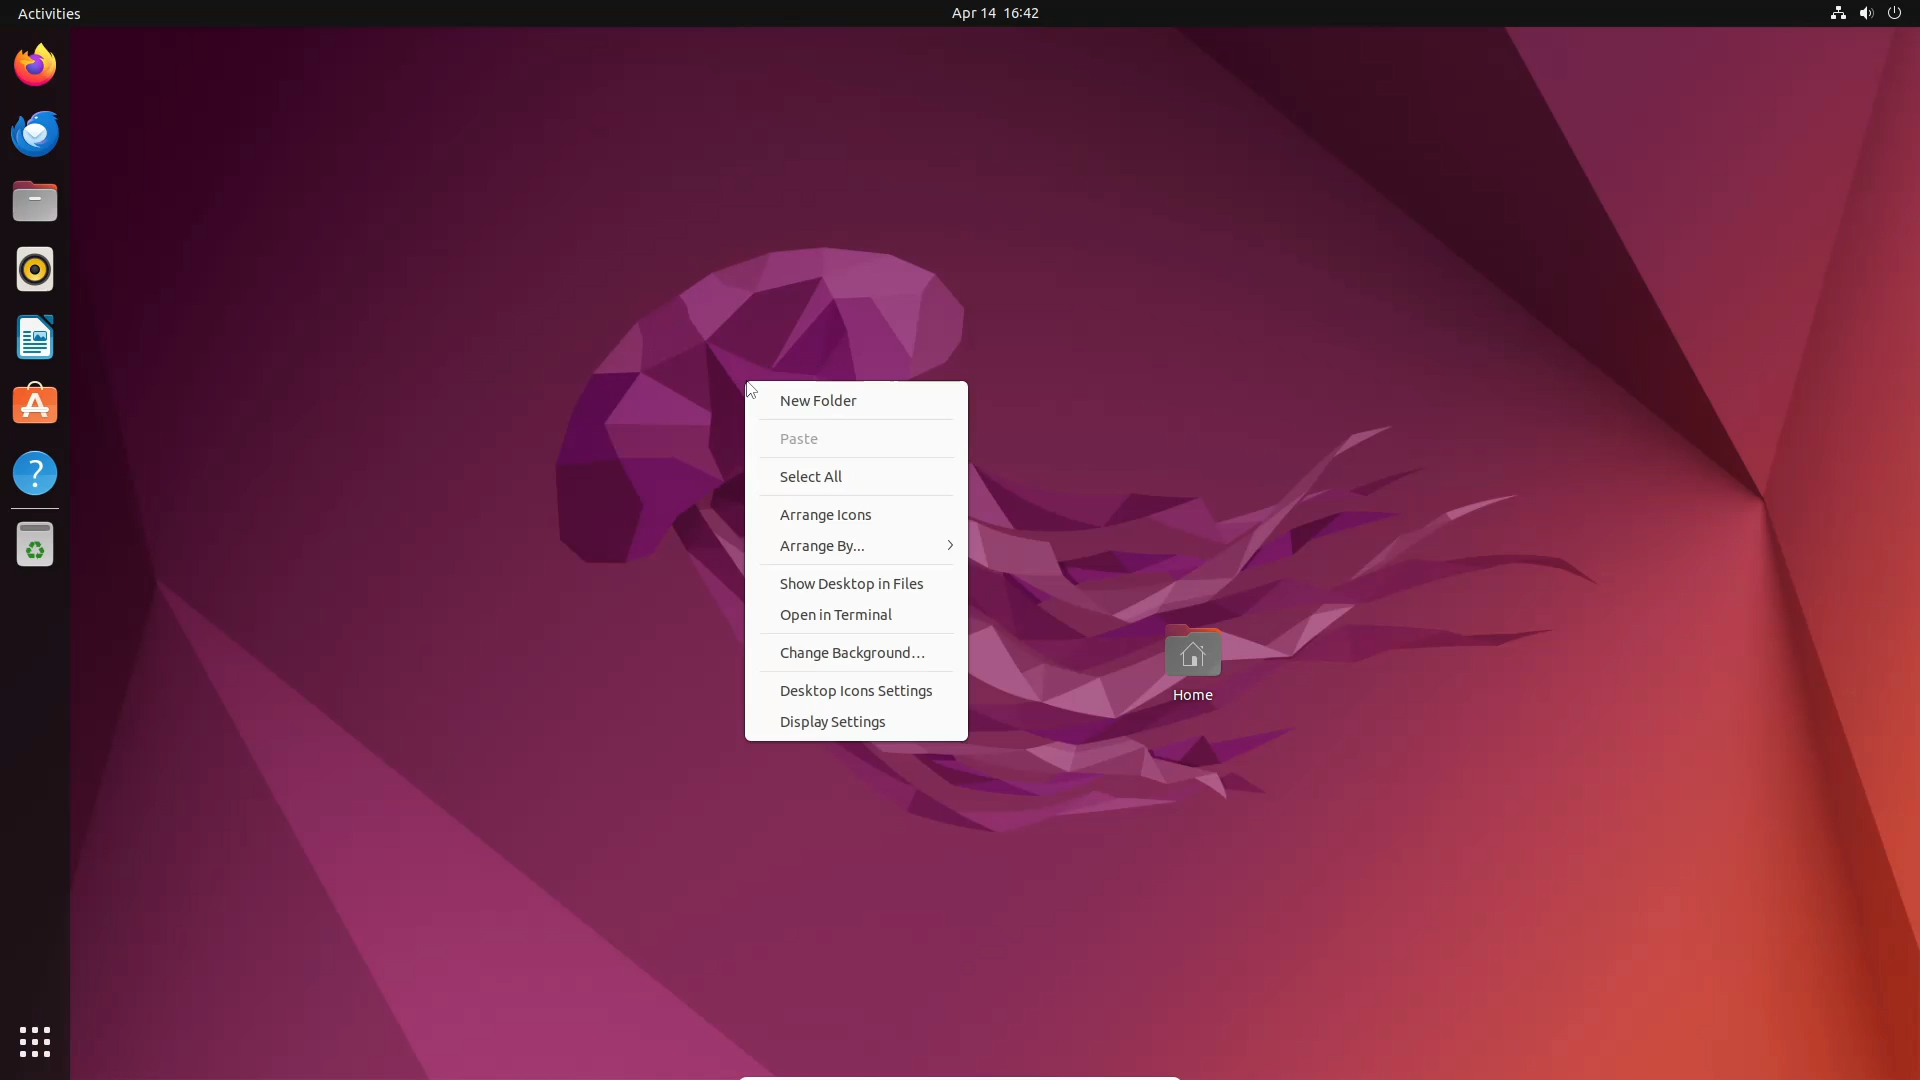 Activities
Apr 14 16:42
New Folder
Paste
Select All
Arrange Icons
Arrange By...
Show Desktop in Files
Open in Terminal
Change Background…
Desktop Icons Settings
Display Settings
Home